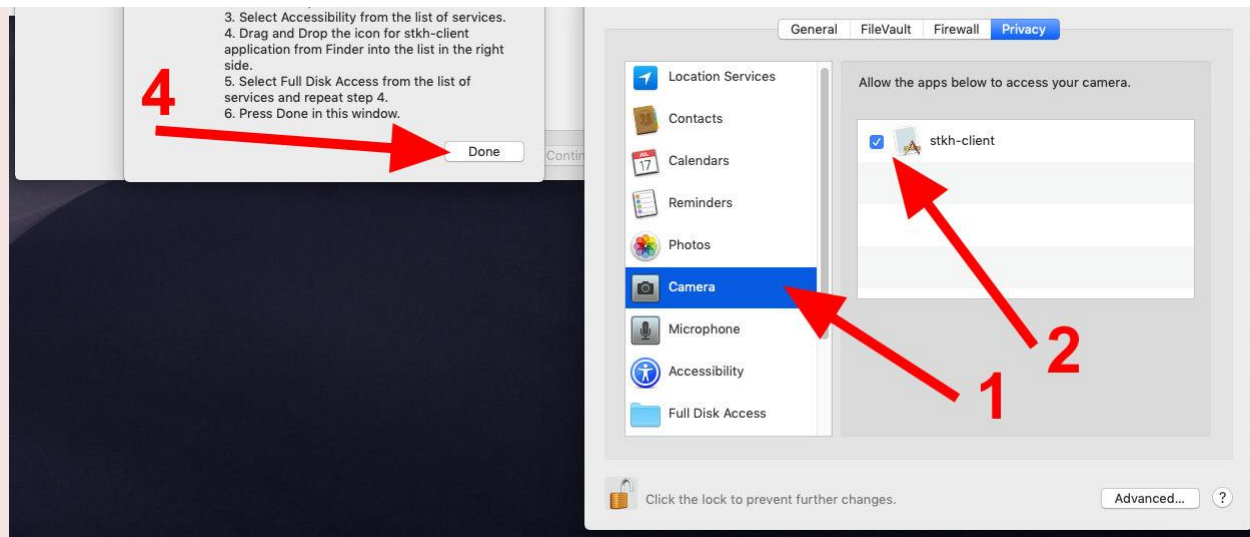 3. Select Accessibility from the list of services.
4. Drag and Drop the icon for stkh-client
application from Finder into the list in the right
side.
5. Select Full Disk Access from the list of
services and repeat step 4.
6. Press Done in this window.
4
Done
Contin
General FileVault Firewall Privacy
Location Services
Contacts
JUL
17
Calendars
Reminders
Photos
Camera
Microphone
Accessibility
Full Disk Access
Allow the apps below to access your camera.
stkh-client
2
1
Click the lock to prevent further changes.
Advanced... ?